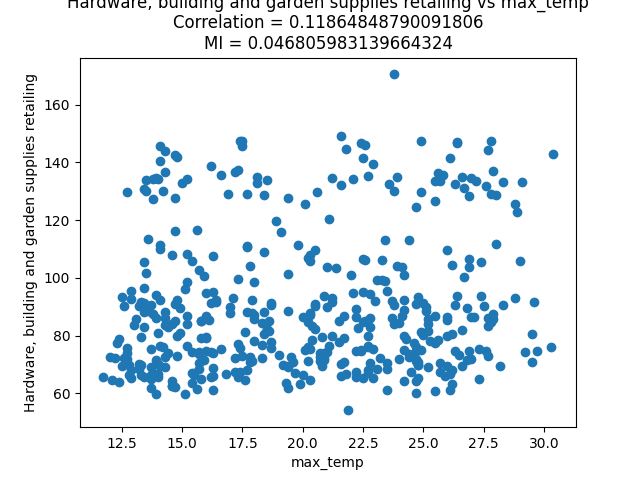 Hardware, building and garden supplies retailing vs max_temp
Correlation = 0.11864848790091806
MI = 0.046805983139664324
Hardware, building and garden supplies retailing
160
140
120
100
80
60
12.5 15.0 17.5 20.0 22.5 25.0 27.5 30.0
max_temp